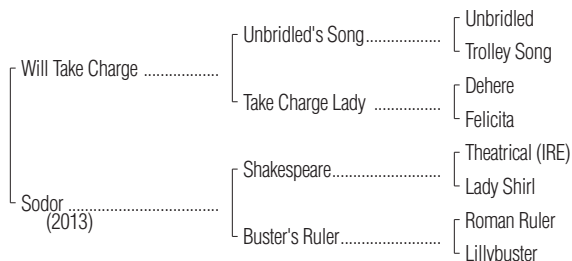 Unbridled
Unbridled's Song..................
Trolley Song
Will Take Charge ..................
Dehere
Take Charge Lady ................
Felicita
Theatrical (IRE)
Shakespeare..........................
Lady Shirl
Sodor ....................................
(2013)
Roman Ruler
Buster's Ruler........................
Lillybuster